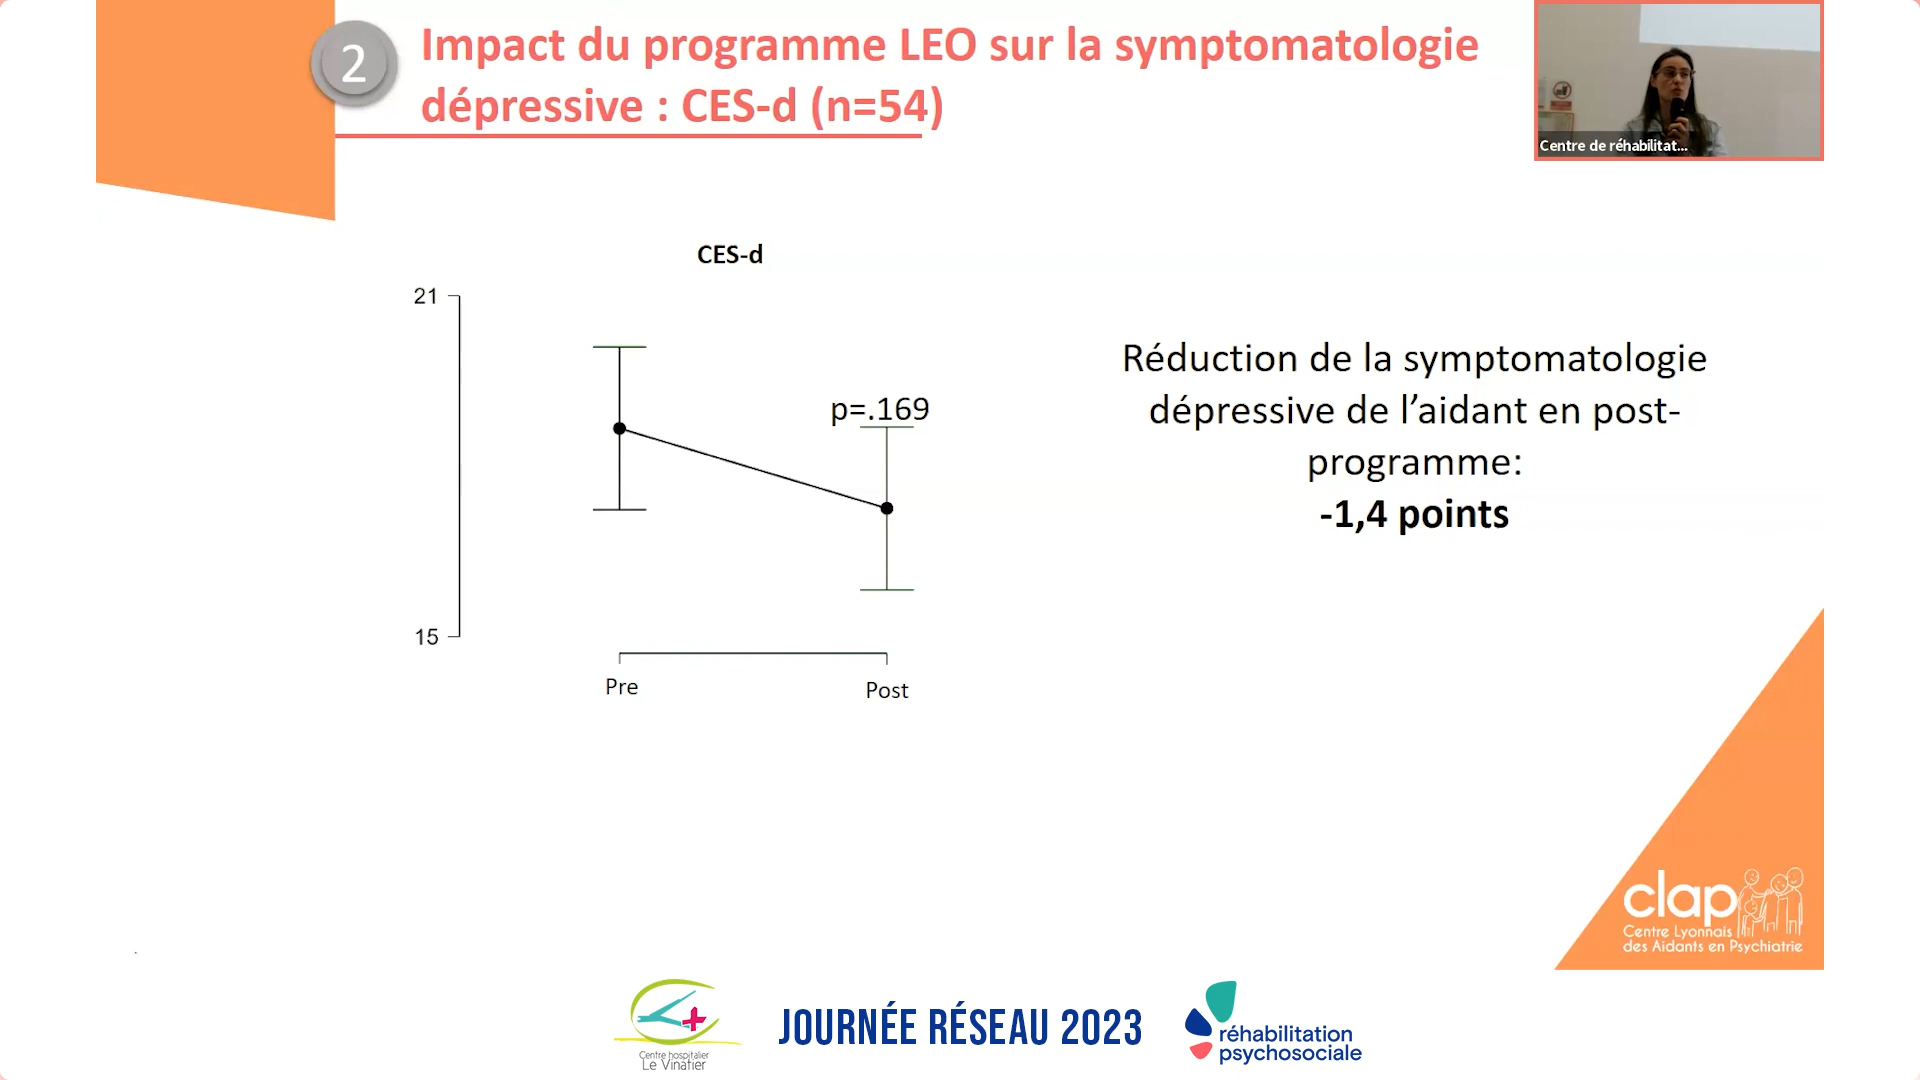 2
Impact du programme LEO sur la symptomatologie
dépressive : CES-d (n=54)
Centre de réhabilitat...
CES-d
21
p=.169
15
Pre
Post
Réduction de la symptomatologie
dépressive de l’aidant en post-
programme:
-1,4 points
clap
Centre Lyonnais
des Aidants en Psychiatrie
Centre hospitalier
Le Vinatier
JOURNÉE RÉSEAU 2023
réhabilitation
psychosociale